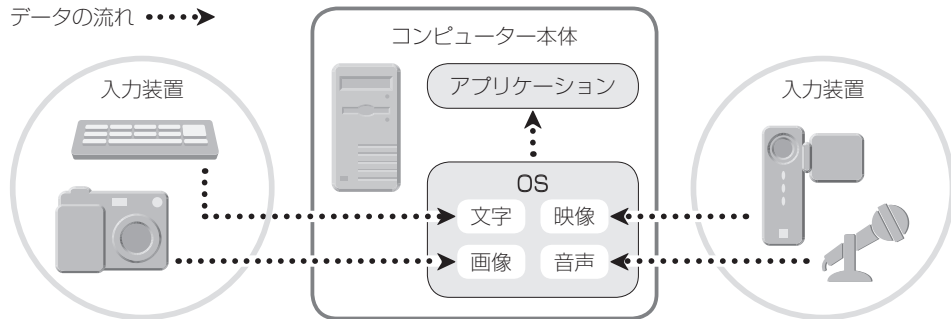 データの流れ
コンピューター本体
アプリケーション
入力装置
入力装置
OS
文字
映像
画像
音声